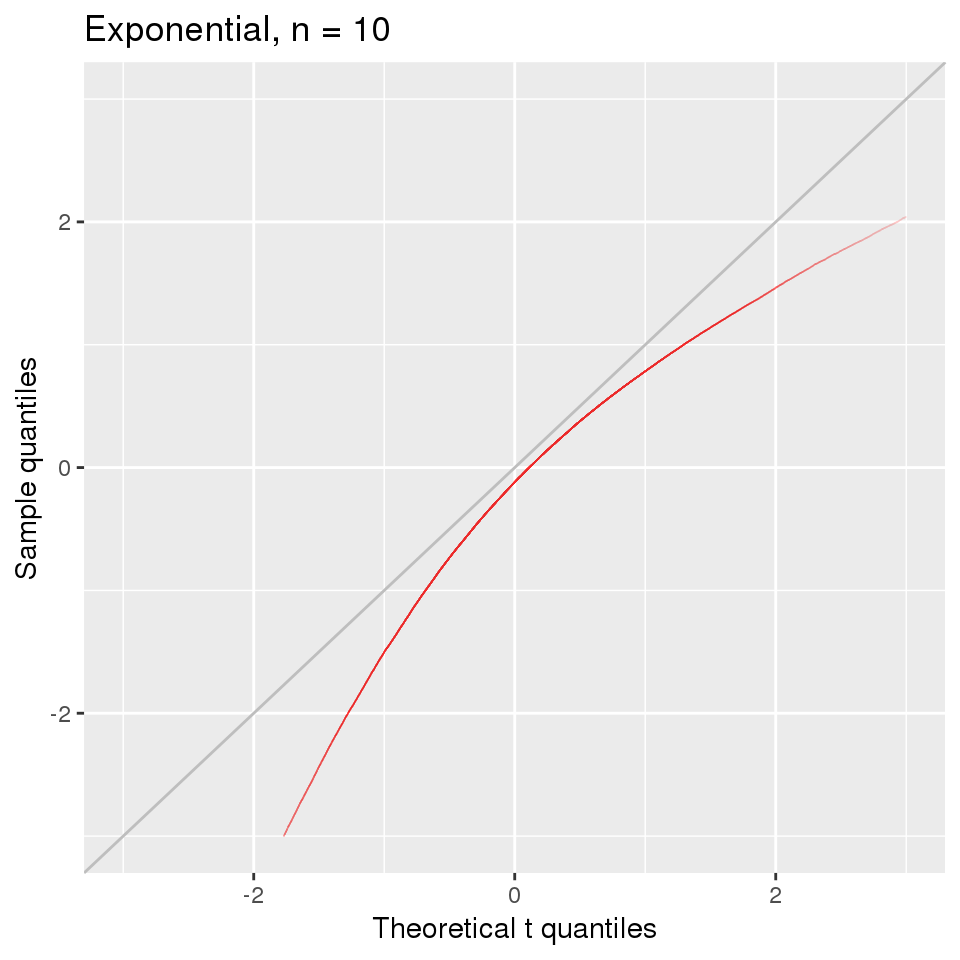 Exponential, n = 10
Sample quantiles
2
0
-2
-2
0
2
Theoretical t quantiles